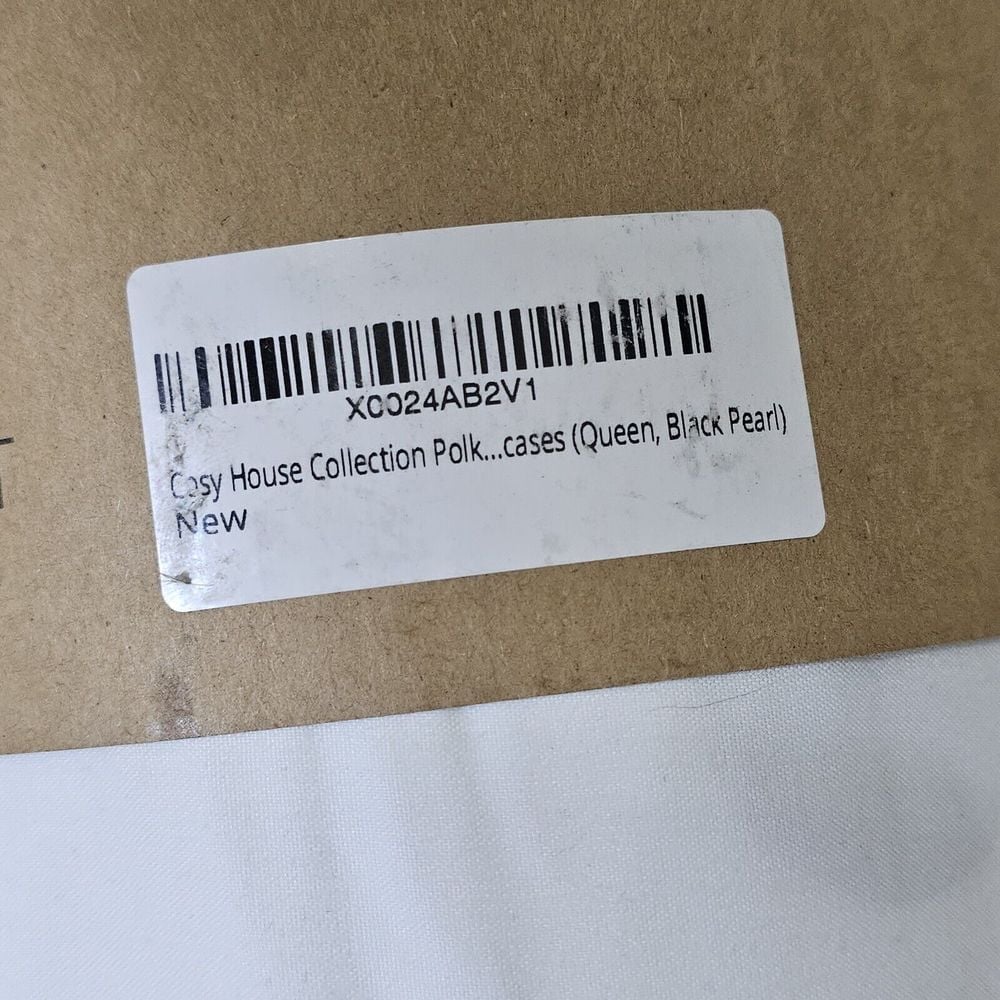 X0024AB2V1
Cosy House Collection Polk...cases (Queen, Black Pearl)
New